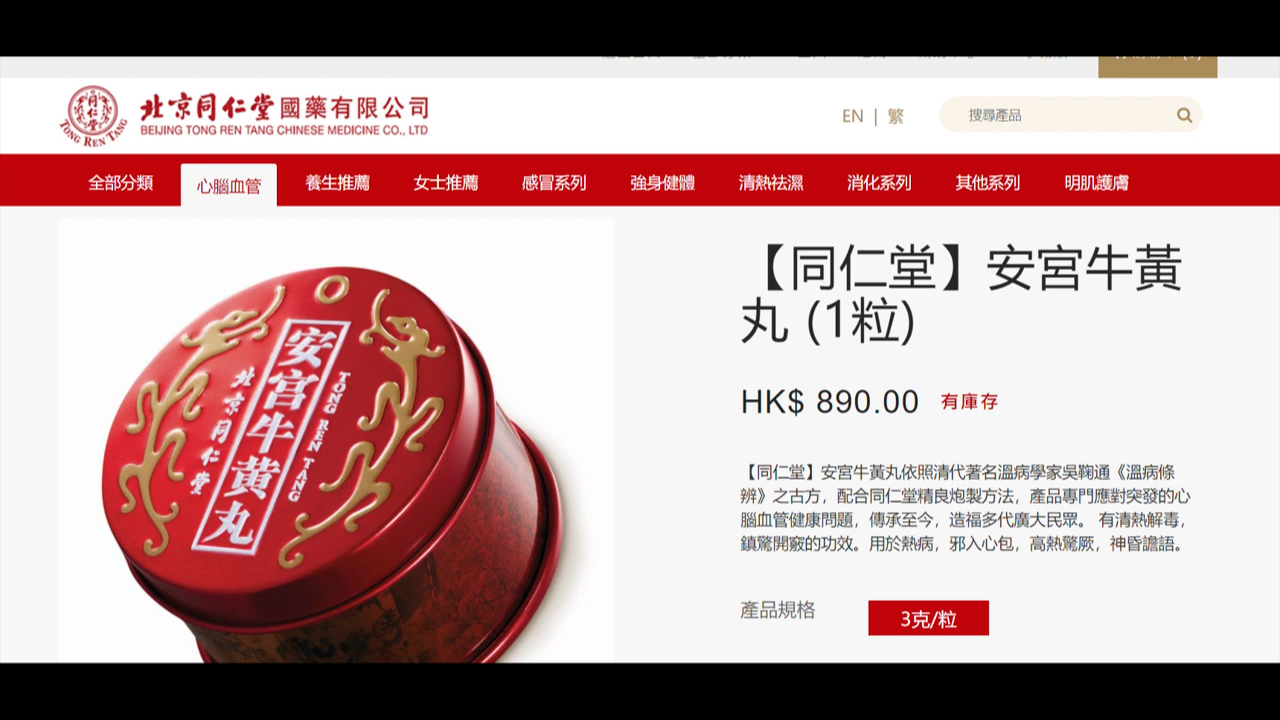 同仁堂
TONG REN TANG
北京同仁堂國藥有限公司
BEIJING TONG REN TANG CHINESE MEDICINE CO., LTD
EN | 繁
搜尋產品
全部分類
心腦血管
養生推薦
女士推薦
感冒系列
強身健體
清熱祛濕
消化系列
其他系列
明肌護膚
安宮牛黄丸
北京同仁堂
TONG REN TANG
【同仁堂】安宮牛黃
丸 (1粒)
HK$ 890.00 有庫存
【同仁堂】安宮牛黃丸依照清代著名溫病學家吳鞠通《溫病條
辨》之古方，配合同仁堂精良炮製方法，產品專門應對突發的心
腦血管健康問題，傳承至今，造福多代廣大民眾。 有清熱解毒，
鎮驚開竅的功效。用於熱病，邪入心包，高熱驚厥，神昏譫語。
產品規格
3克/粒